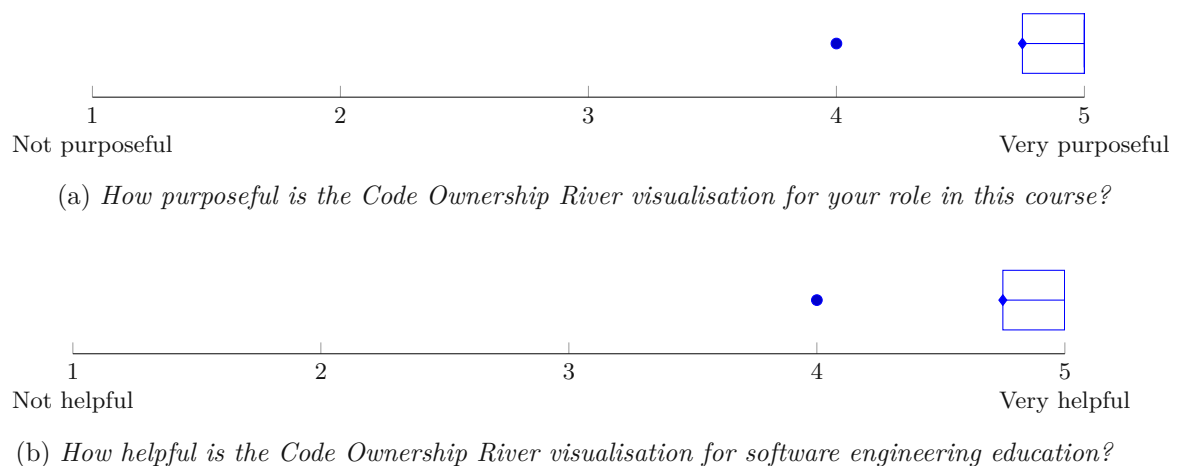 1 2 3 4 5
Not purposeful Very purposeful
(a) How purposeful is the Code Ownership River visualisation for your role in this course?
1 2 3 4 5
Not helpful Very helpful
(b) How helpful is the Code Ownership River visualisation for software engineering education?